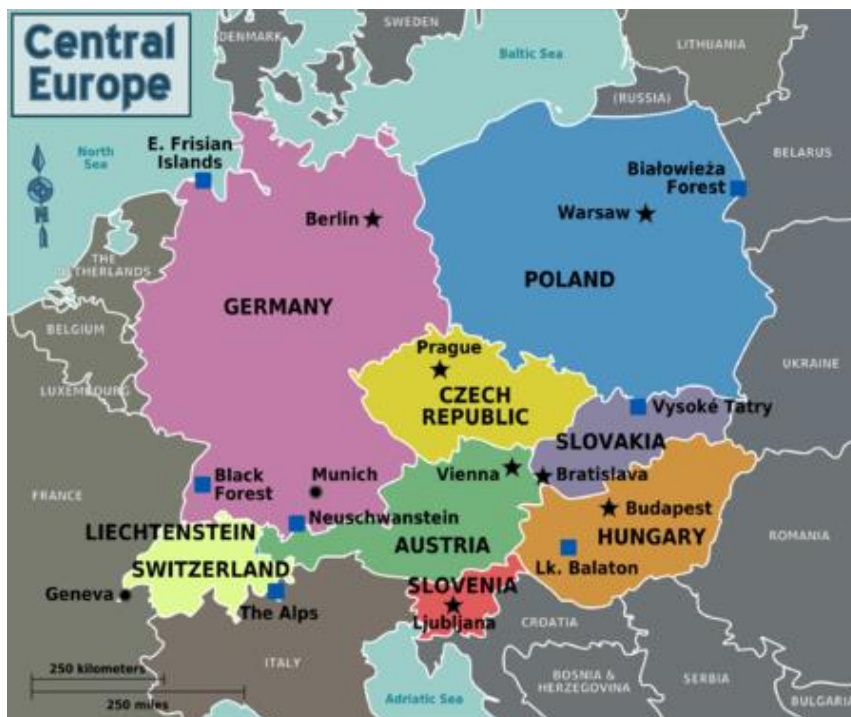 Central
Europe
DENMARK
SWEDEN
Baltic Sea
LITHUANIA
(RUSSIA)
North
Sea
E. Frisian
Islands
BELARUS
Białowieża
Forest
Berlin
Warsaw
N
THE
NETHERLANDS
GERMANY
POLAND
BELGIUM
Prague
UKRAINE
LUXEMBOURG
CZECH
REPUBLIC
Vysoké Tatry
SLOVAKIA
Black
Forest
Munich
Vienna
Bratislava
FRANCE
Neuschwanstein
Budapest
LIECHTENSTEIN
AUSTRIA
HUNGARY
ROMANIA
SWITZERLAND
Lk. Balaton
Geneva
The Alps
SLOVENIA
Ljubljana
CROATIA
250 kilometers
250 miles
ITALY
BOSNIA &
HERZEGOVINA
SERBIA
Adriatic Sea
BULGARIA